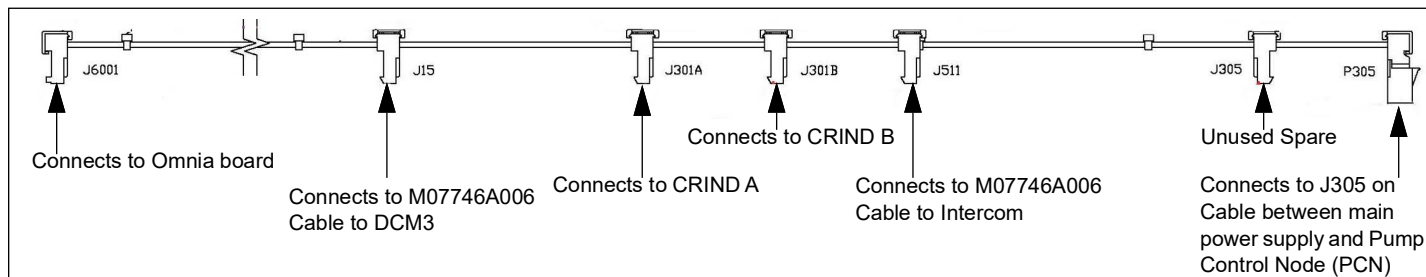 J6001
J15
J301A
J301B
J511
J305
P305
Connects to Omnia board
Connects to M07746A006
Cable to DCM3
Connects to CRIND A
Connects to CRIND B
Connects to M07746A006
Cable to Intercom
Unused Spare
Connects to J305 on
Cable between main
power supply and Pump
Control Node (PCN)